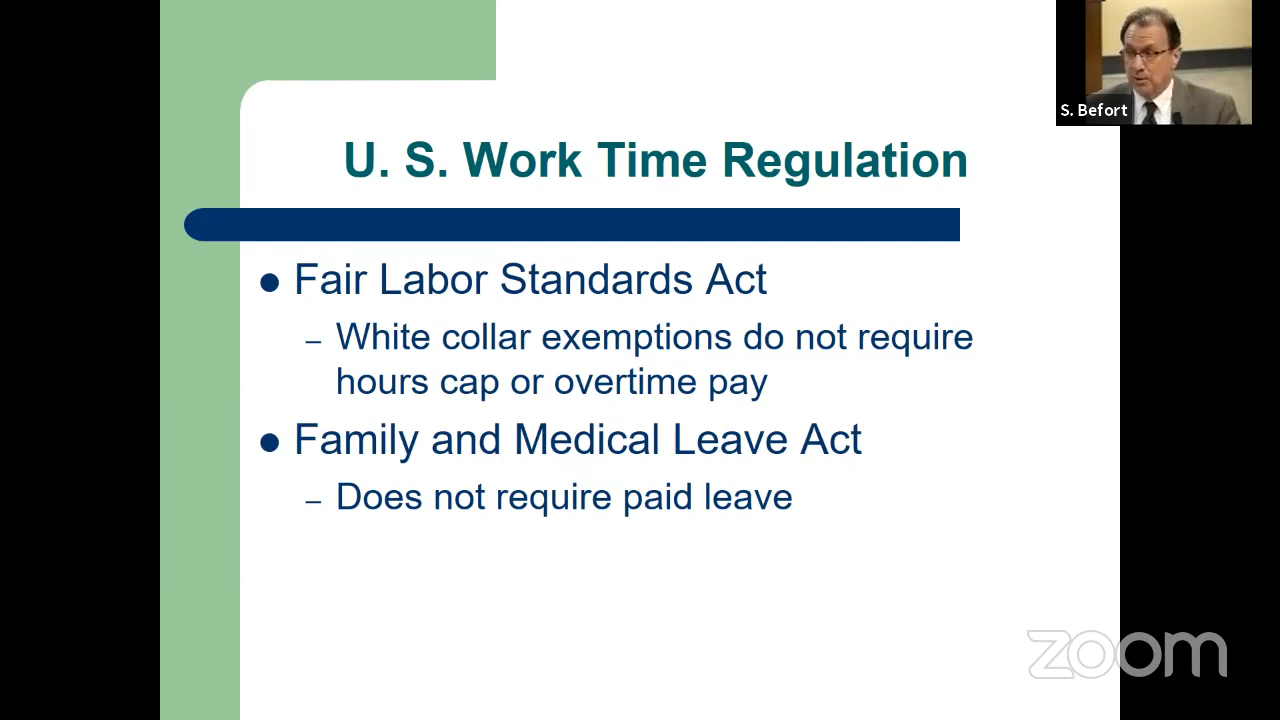 S. Befort
U. S. Work Time Regulation
● Fair Labor Standards Act
– White collar exemptions do not require
hours cap or overtime pay
● Family and Medical Leave Act
– Does not require paid leave
zoom